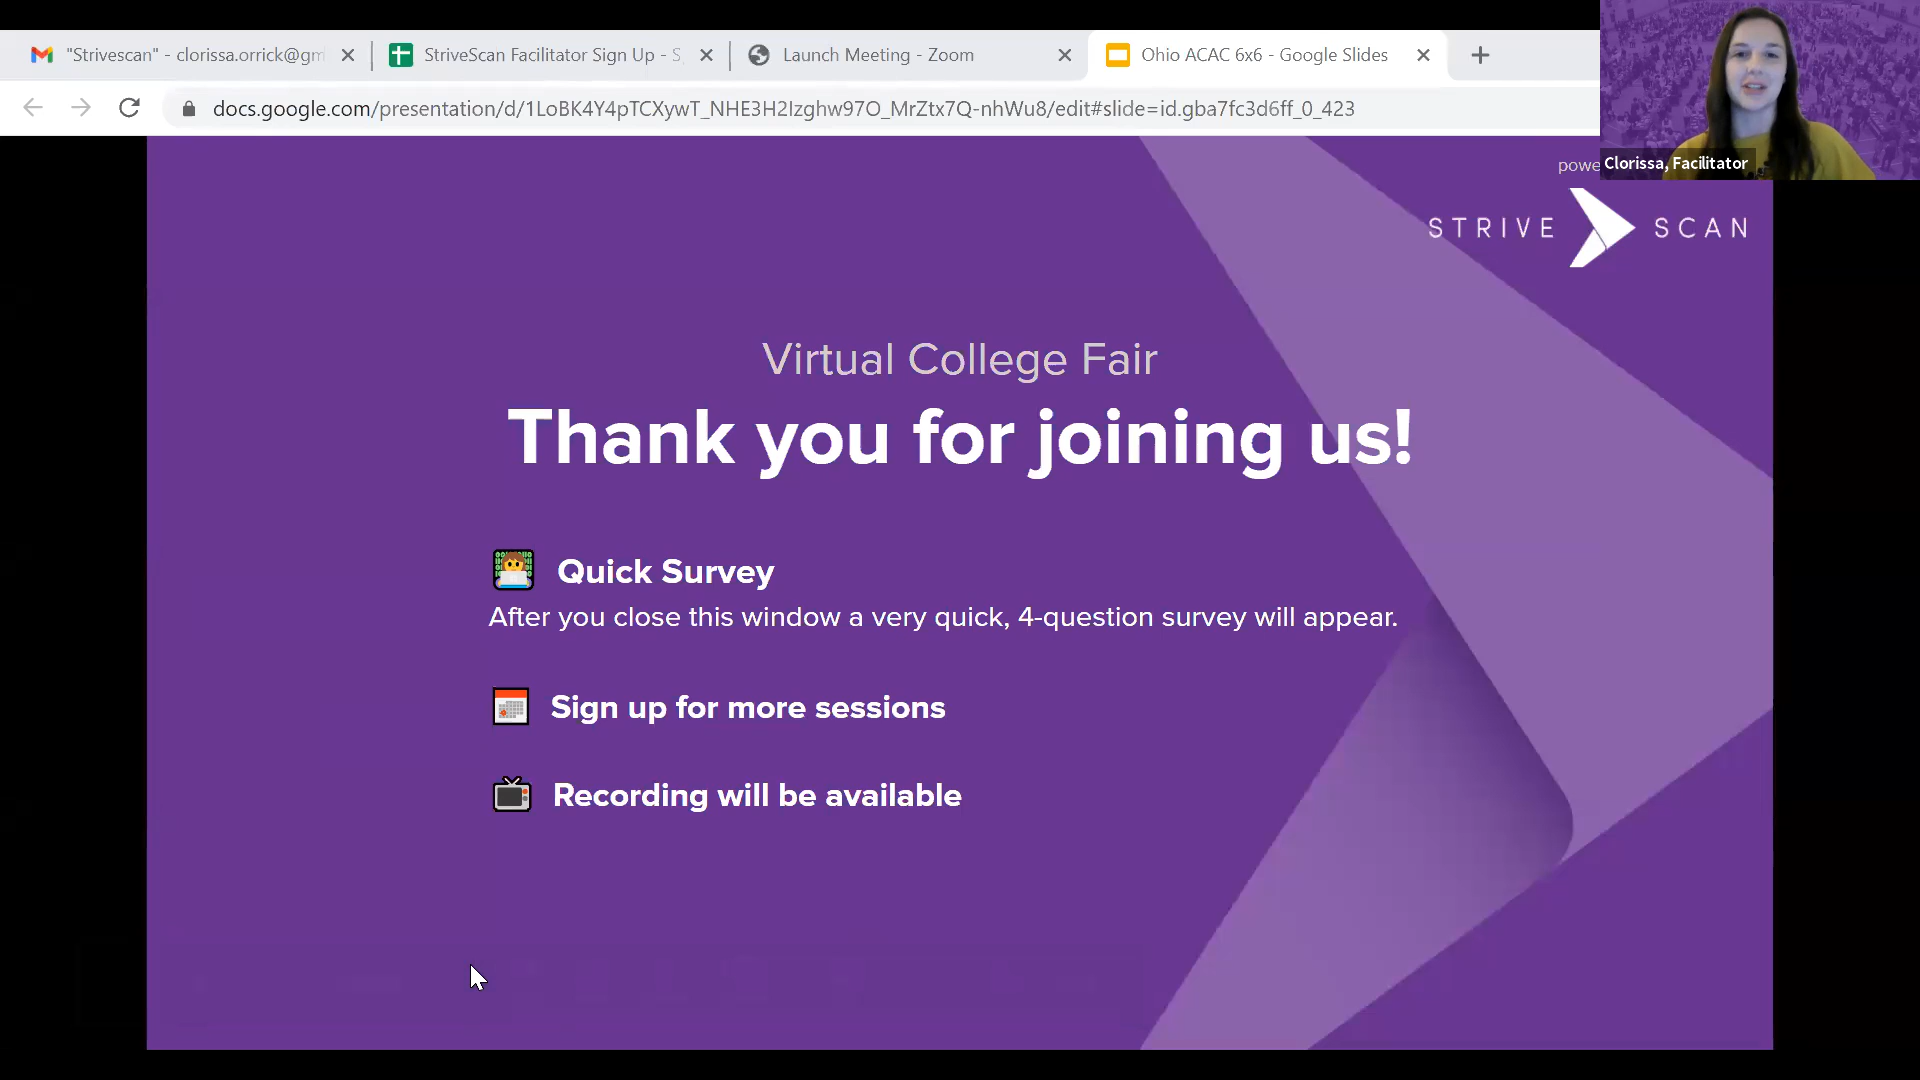 "Strivescan" - clorissa.orrick@gm
StriveScan Facilitator Sign Up - S
Launch Meeting - Zoom
Ohio ACAC 6x6 - Google Slides
docs.google.com/presentation/d/1LoBK4Y4pTCXywT_NHE3H2Izghw97O_MrZtx7Q-nhWu8/edit#slide=id.gba7fc3d6ff_0_423
Clorissa, Facilitator
STRIVE SCAN
Virtual College Fair
Thank you for joining us!
Quick Survey
After you close this window a very quick, 4-question survey will appear.
Sign up for more sessions
Recording will be available